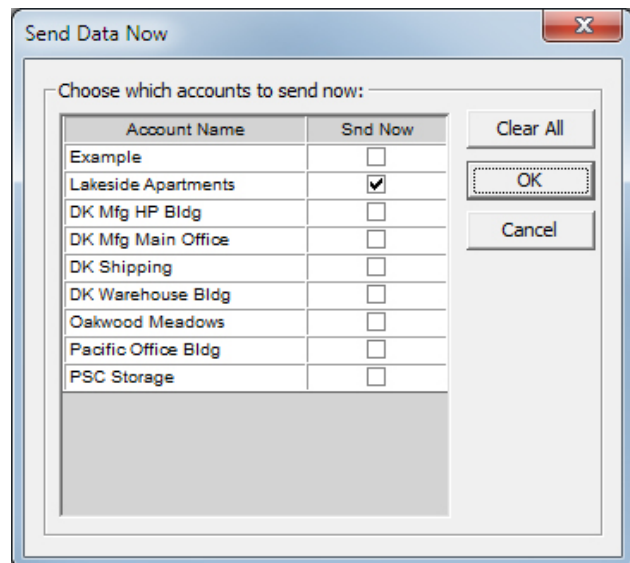 Send Data Now
Choose which accounts to send now:
Account Name Snd Now
Example
Lakeside Apartments
DK Mfg HP Bldg
DK Mfg Main Office
DK Shipping
DK Warehouse Bldg
Oakwood Meadows
Pacific Office Bldg
PSC Storage
Clear All
OK
Cancel